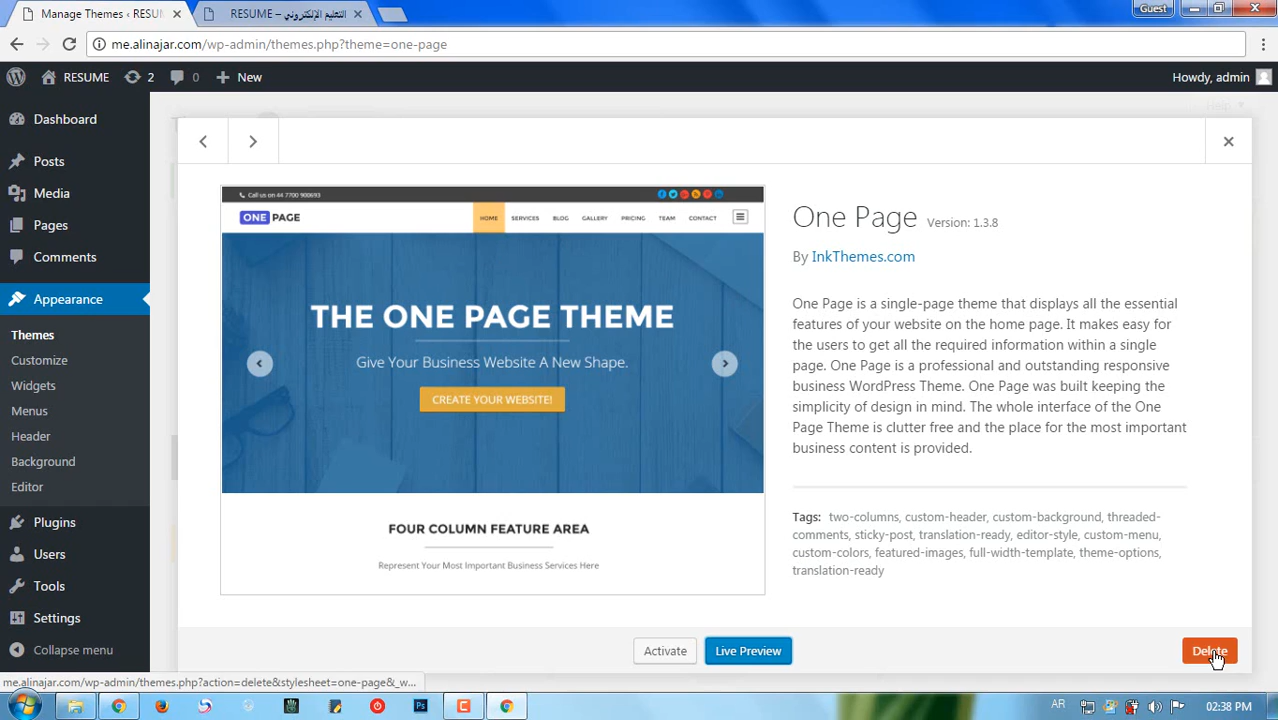 Manage Themes ‹ RESUM
RESUME – التعليم الإلكتروني
Guest
me.alinajar.com/wp-admin/themes.php?theme=one-page
RESUME
2
0
New
Howdy, admin
Help
Dashboard
Posts
Media
Pages
Comments
Appearance
Themes
Customize
Widgets
Menus
Header
Background
Editor
Plugins
Users
Tools
Settings
Collapse menu
Call us on 44 7700 900693
ONE PAGE
HOME
SERVICES
BLOG
GALLERY
PRICING
TEAM
CONTACT
THE ONE PAGE THEME
Give Your Business Website A New Shape.
CREATE YOUR WEBSITE!
FOUR COLUMN FEATURE AREA
Represent Your Most Important Business Services Here
One Page Version: 1.3.8
By InkThemes.com
One Page is a single-page theme that displays all the essential
features of your website on the home page. It makes easy for
the users to get all the required information within a single
page. One Page is a professional and outstanding responsive
business WordPress Theme. One Page was built keeping the
simplicity of design in mind. The whole interface of the One
Page Theme is clutter free and the place for the most important
business content is provided.
Tags: two-columns, custom-header, custom-background, threaded-
comments, sticky-post, translation-ready, editor-style, custom-menu,
custom-colors, featured-images, full-width-template, theme-options,
translation-ready
Activate
Live Preview
Delete
me.alinajar.com/wp-admin/themes.php?action=delete&stylesheet=one-page&_w...
Ps
AR
02:38 PM